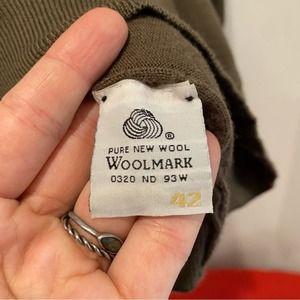 ®
PURE NEW WOOL
WOOLMARK
0320 ND 93W
42